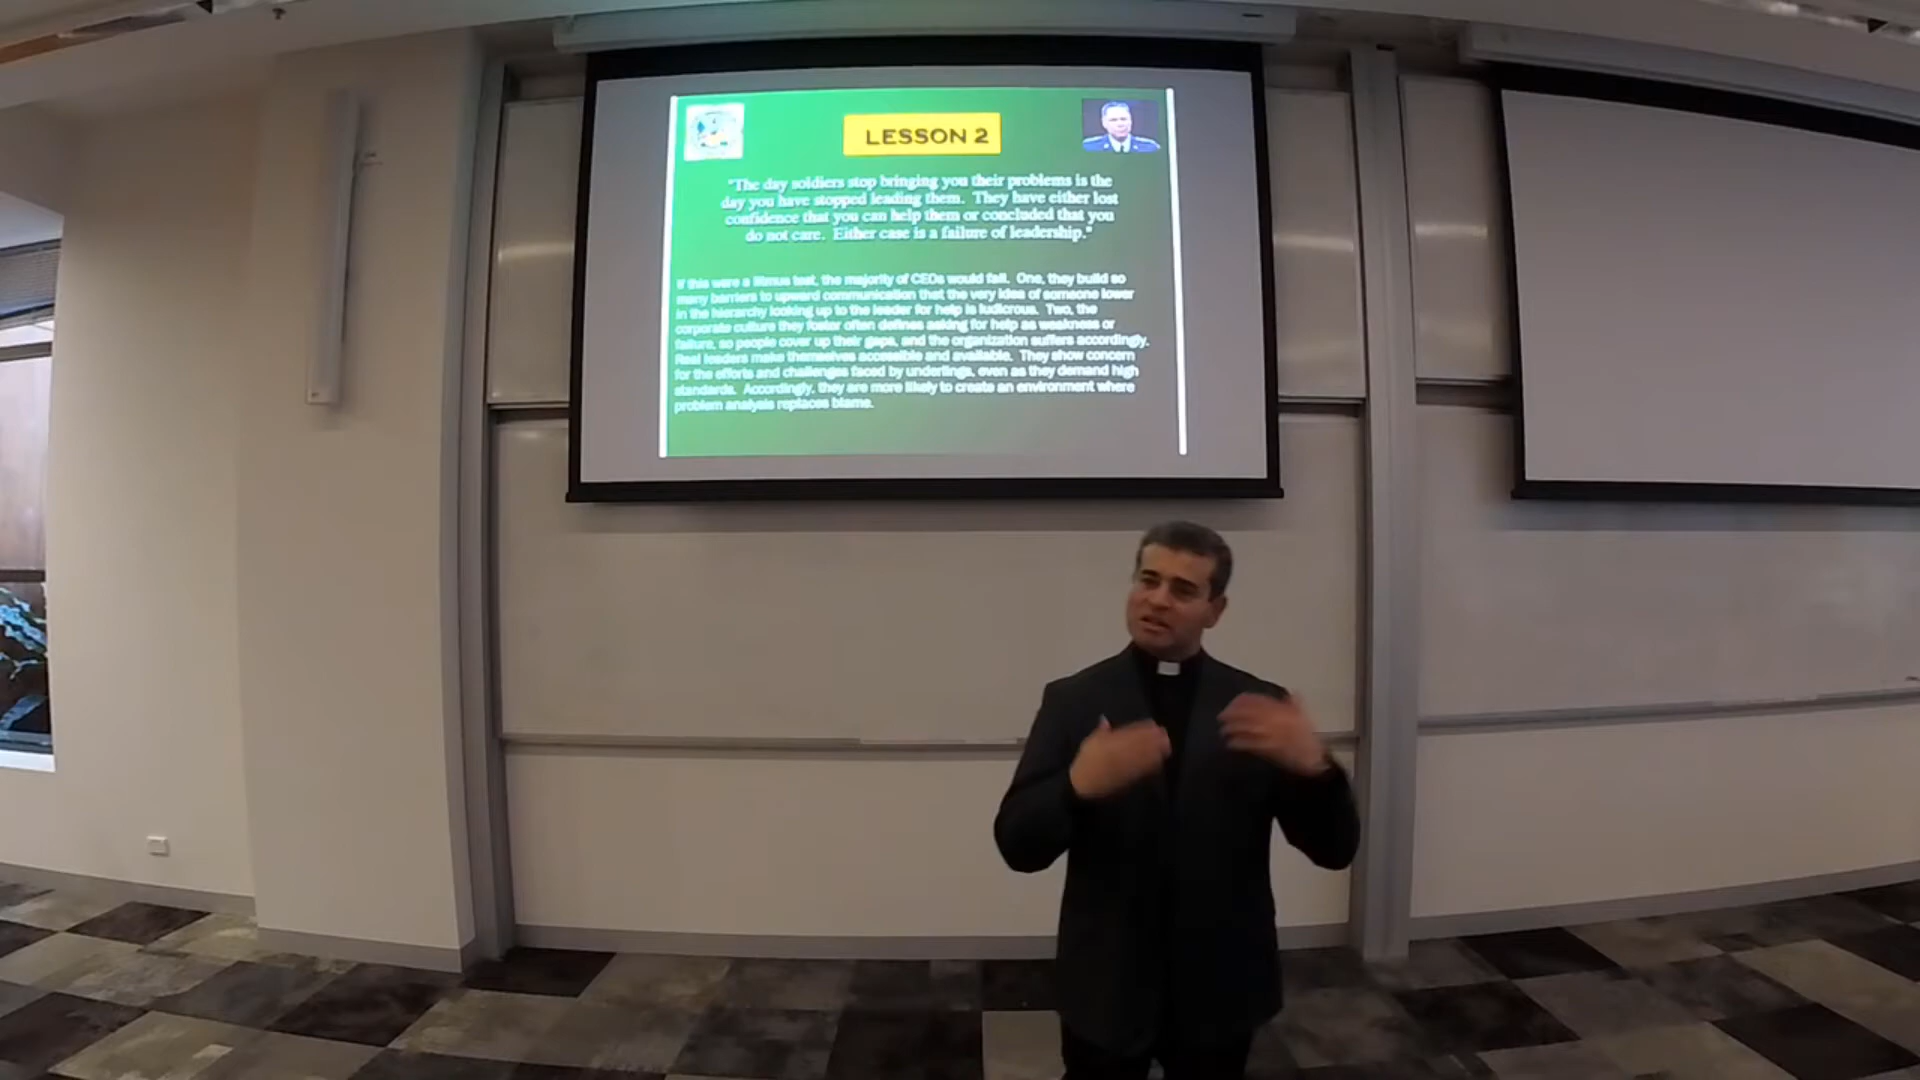 LESSON 2
"The day soldiers stop bringing you their problems is the
day you have stopped leading them. They have either lost
confidence that you can help them or concluded that you
do not care. Either case is a failure of leadership."
If this were a litmus test, the majority of CEOs would fail. One, they build so
many barriers to upward communication that the very idea of someone lower
in the hierarchy looking up to the leader for help is ludicrous. Two, the
corporate culture they foster often defines asking for help as weakness or
failure, so people cover up their gaps, and the organization suffers accordingly.
Real leaders make themselves accessible and available. They show concern
for the efforts and challenges faced by underlings, even as they demand high
standards. Accordingly, they are more likely to create an environment where
problem analysis replaces blame.